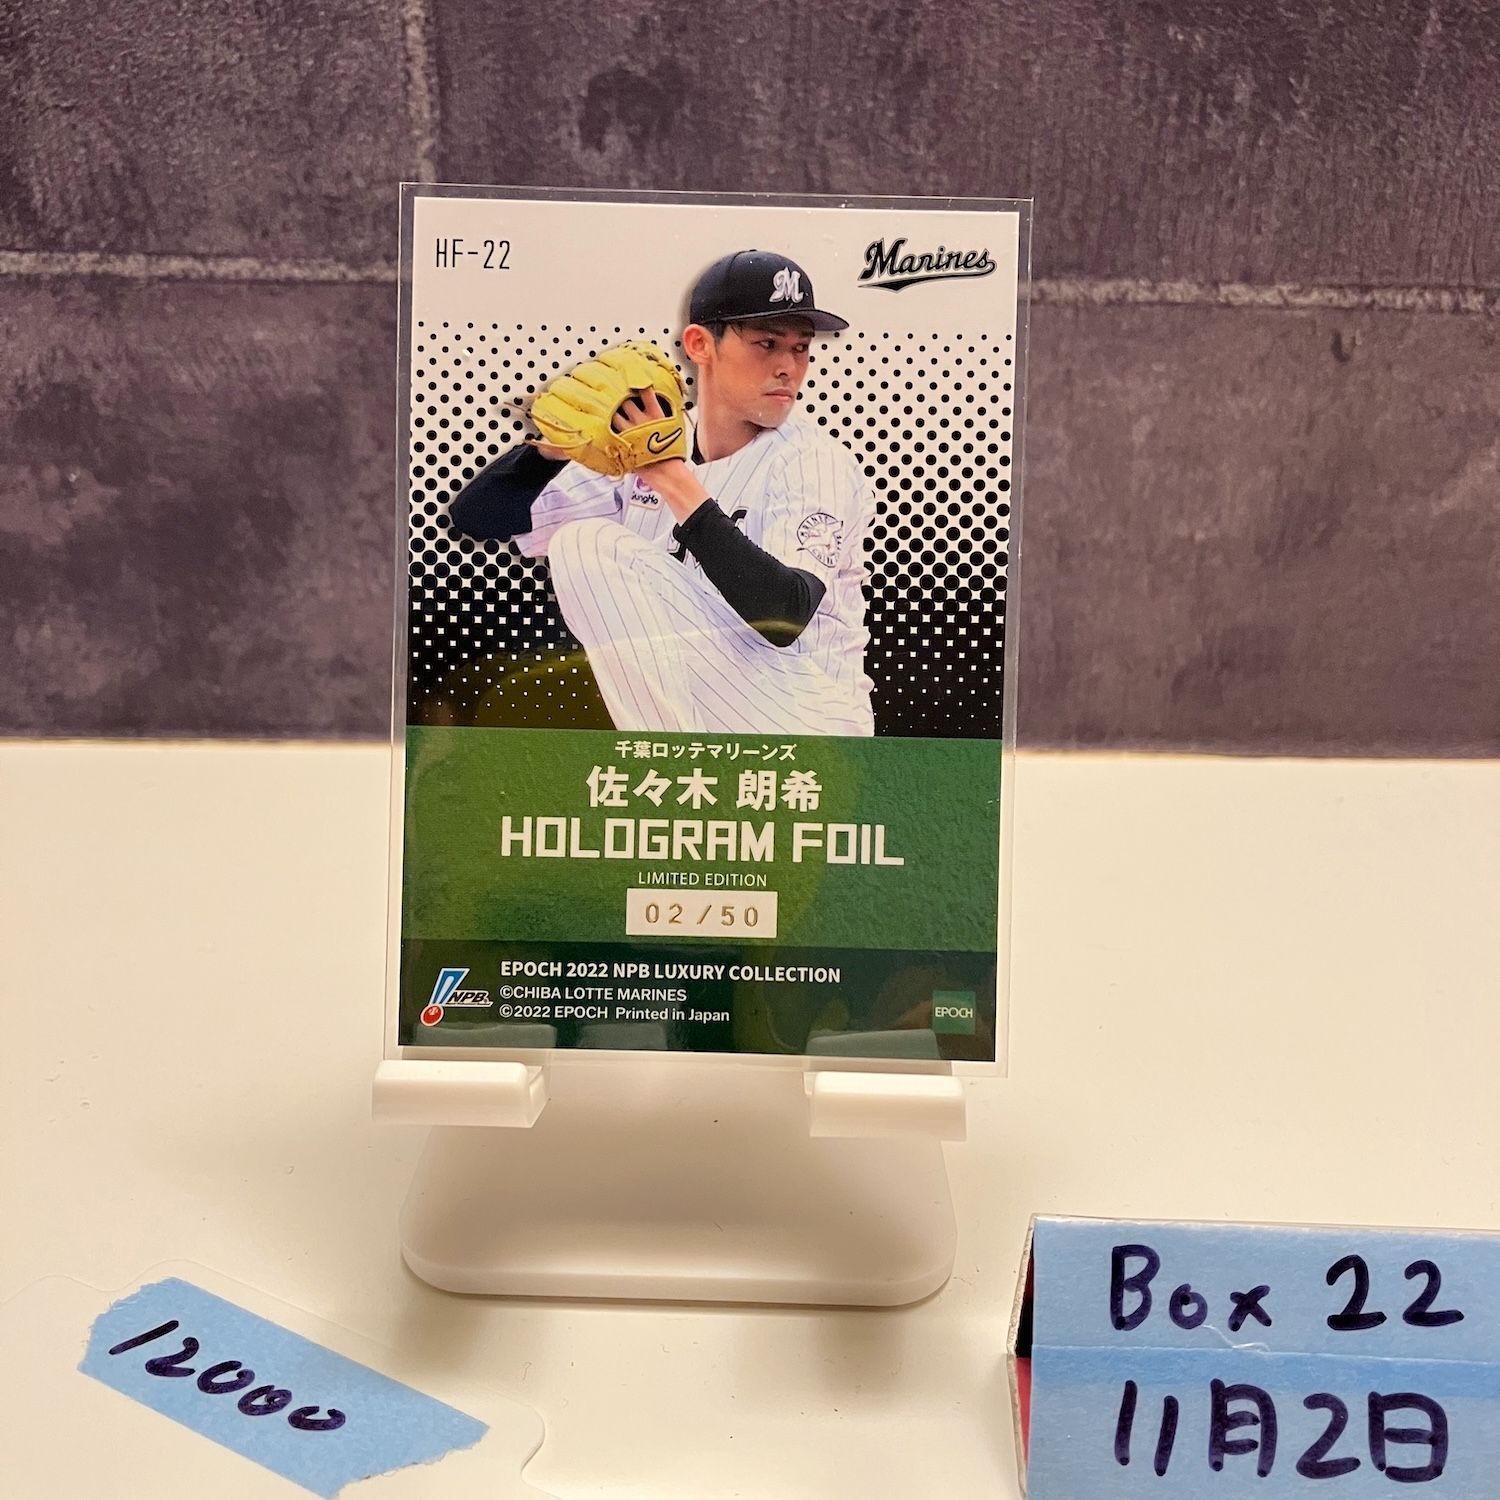 HF-22
Marines
M
GungHo
千葉ロッテマリーンズ
佐々木 朗希
HOLOGRAM FOIL
LIMITED EDITION
02/50
EPOCH 2022 NPB LUXURY COLLECTION
NPB
©CHIBA LOTTE MARINES
©2022 EPOCH Printed in Japan
EPOCH
12000
Box 22
11月2日